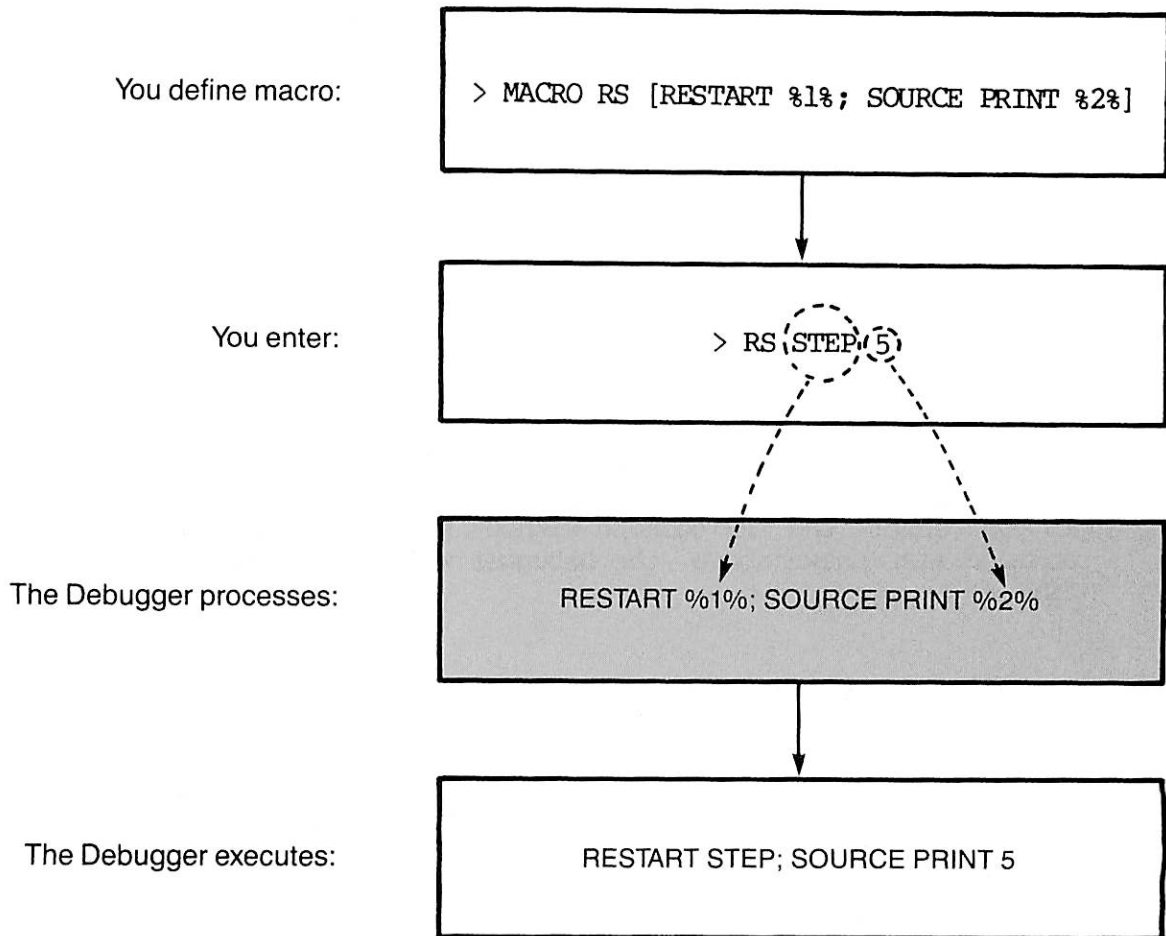 You define macro:
> MACRO RS [RESTART %1%; SOURCE PRINT %2%]
You enter:
> RS STEP 5
The Debugger processes:
RESTART %1%; SOURCE PRINT %2%
The Debugger executes:
RESTART STEP; SOURCE PRINT 5